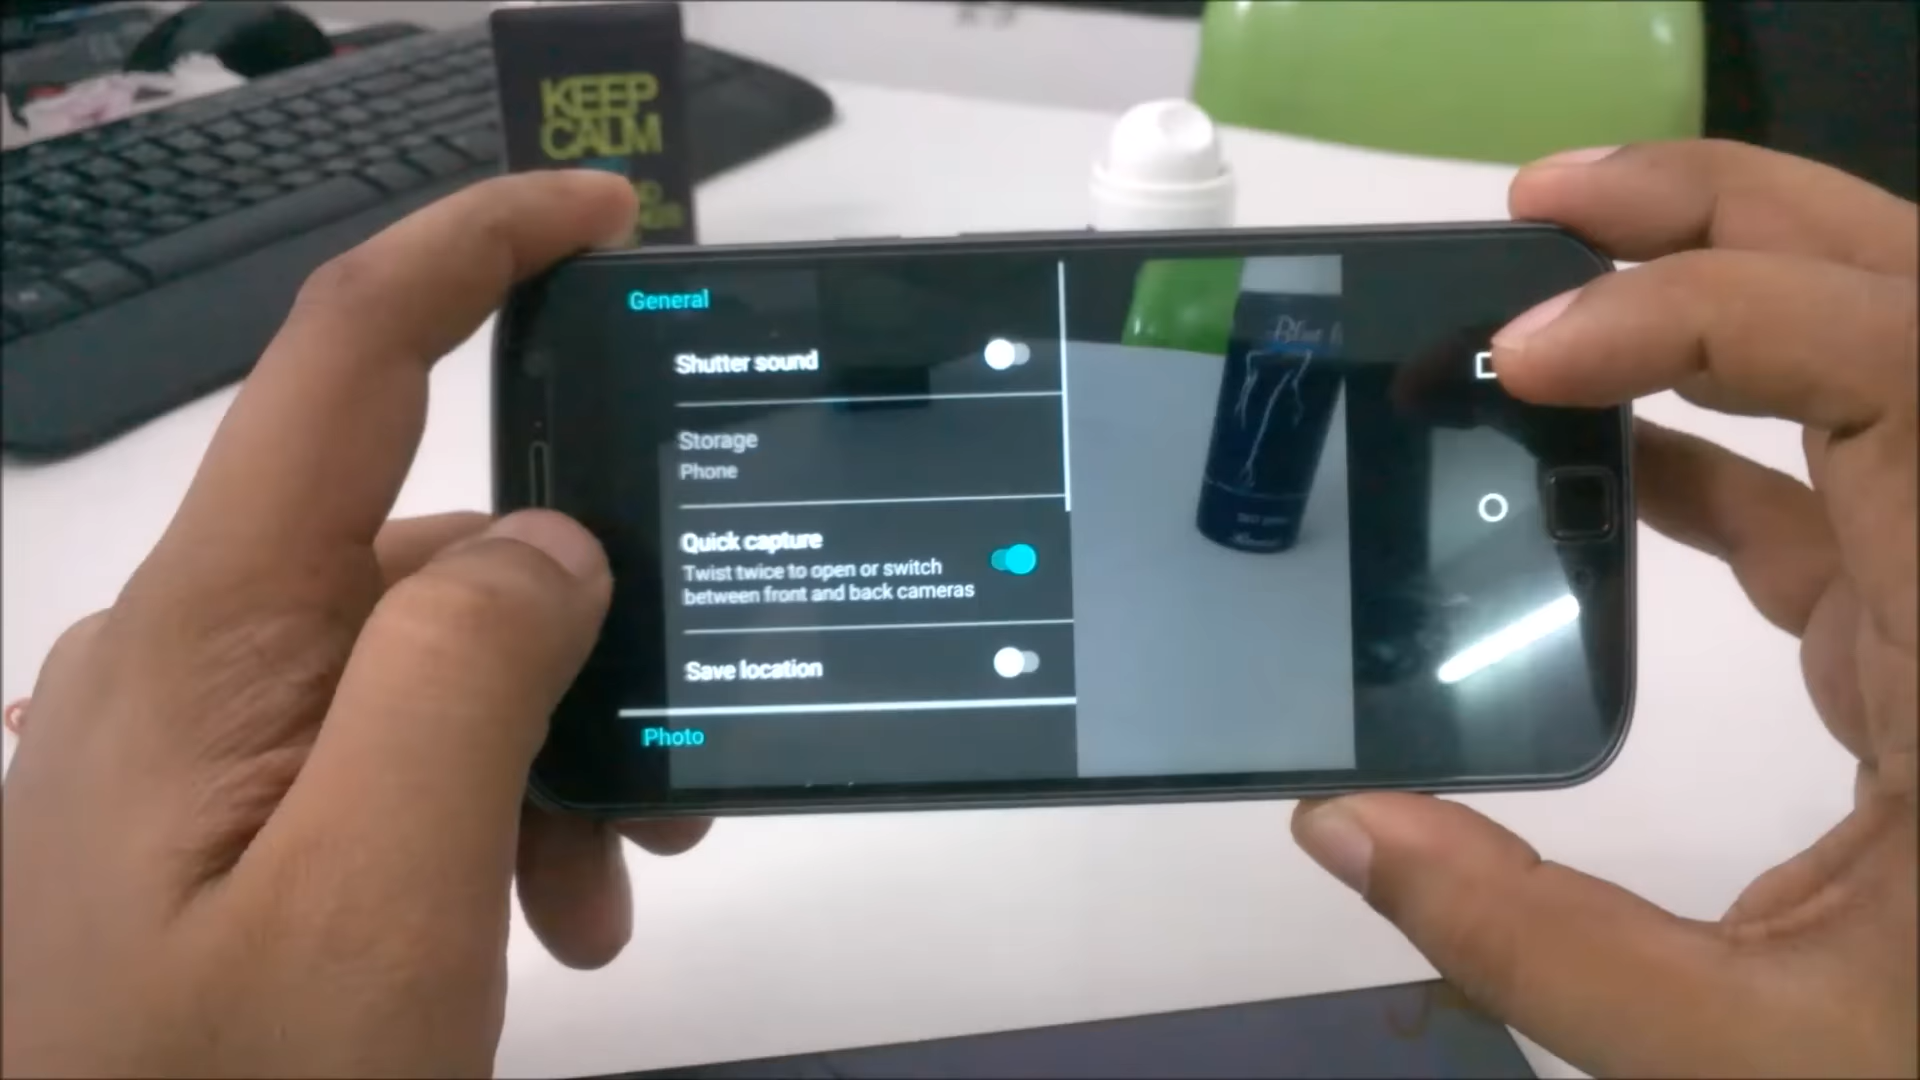 KEEP
CALM
General
Shutter sound
Storage
Phone
Quick capture
Twist twice to open or switch
between front and back cameras
Save location
Photo
Blue